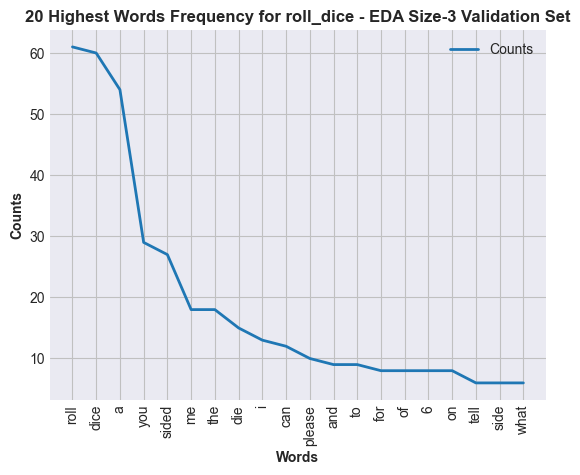 20 Highest Words Frequency for roll_dice - EDA Size-3 Validation Set
Counts
60
50
40
30
20
10
Counts
roll
dice
a
you
sided
me
the
die
i
can
please
and
to
for
of
6
on
tell
side
what
Words